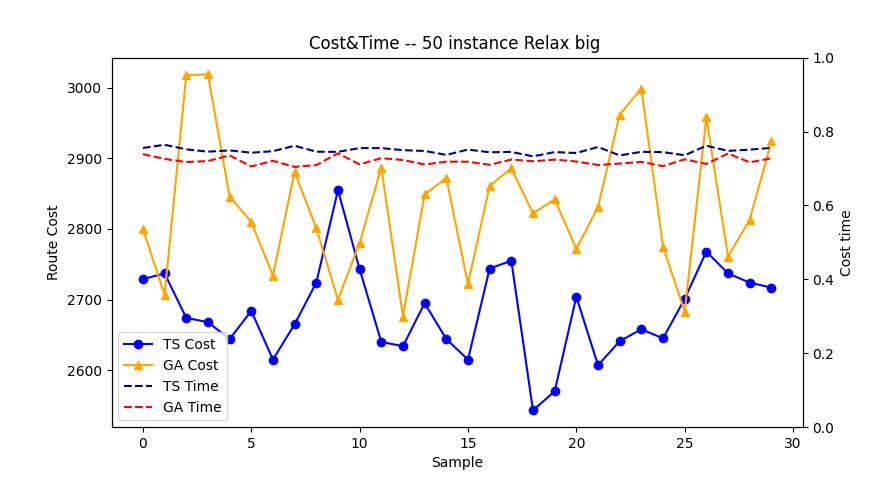 Cost&Time -- 50 instance Relax big
Route Cost
3000
2900
2800
2700
2600
1.0
0.8
0.6
0.4
0.2
0.0
Cost time
TS Cost
GA Cost
TS Time
GA Time
0 5 10 15 20 25 30
Sample